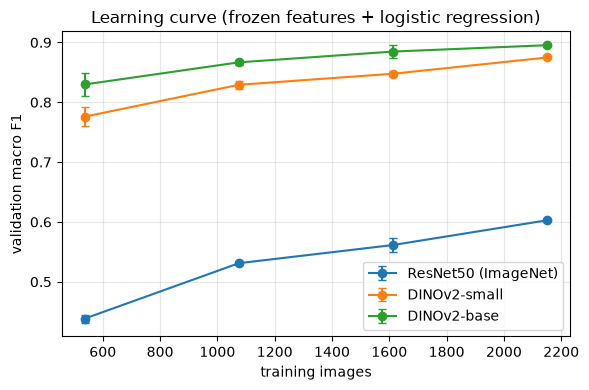 Learning curve (frozen features + logistic regression)
0.9
0.8
0.7
0.6
0.5
validation macro F1
600
800
1000
1200
1400
1600
1800
2000
2200
training images
ResNet50 (ImageNet)
DINOv2-small
DINOv2-base